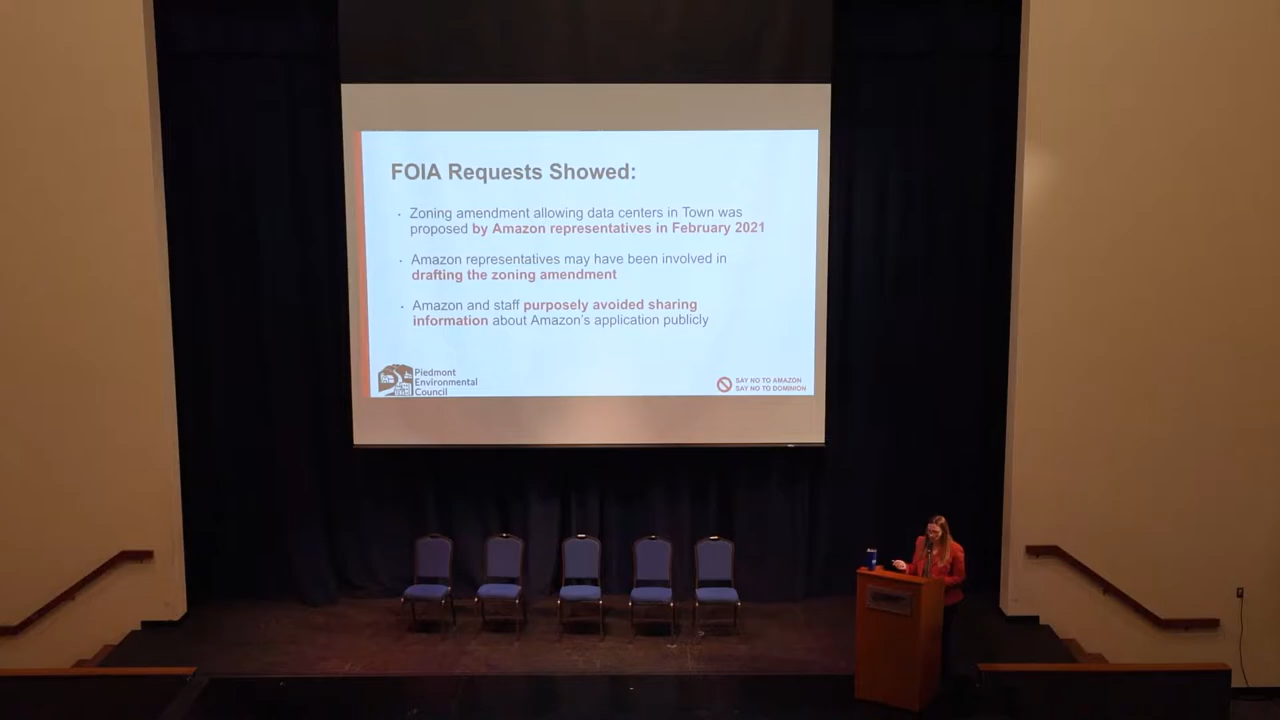 FOIA Requests Showed:
· Zoning amendment allowing data centers in Town was
proposed by Amazon representatives in February 2021
· Amazon representatives may have been involved in
drafting the zoning amendment
· Amazon and staff purposely avoided sharing
information about Amazon's application publicly
Piedmont
Environmental
Council
SAY NO TO AMAZON
SAY NO TO DOMINION